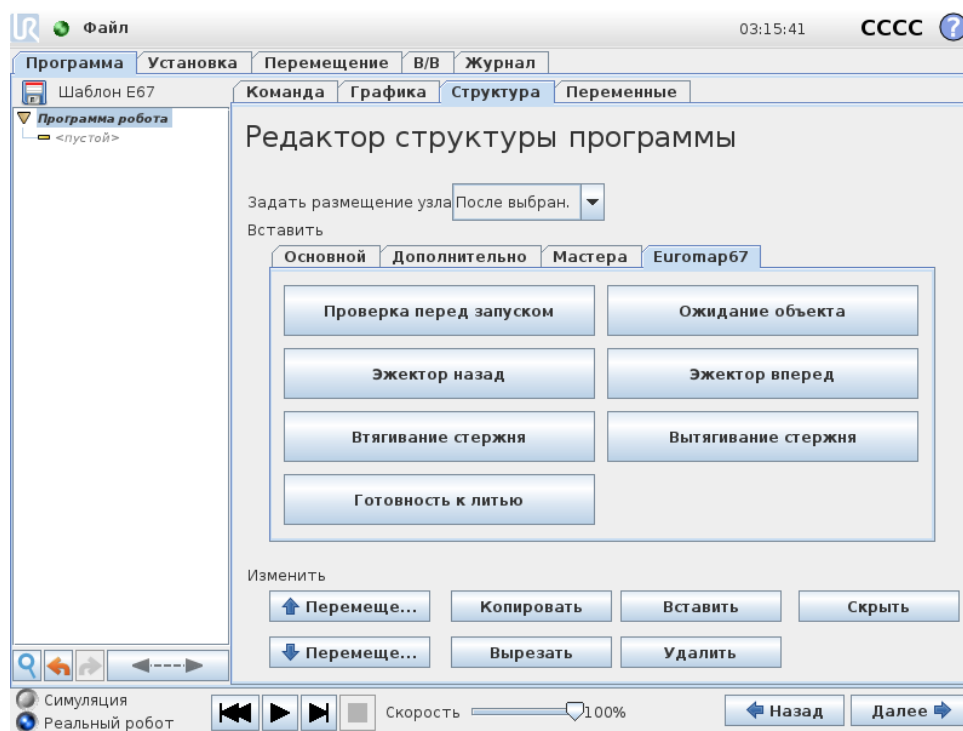 Файл 03:15:41 CCCC ?
Программа Установка Перемещение В/В Журнал
Шаблон E67 Команда Графика Структура Переменные
Программа робота
<пустой>
Редактор структуры программы
Задать размещение узла После выбран.
Вставить
Основной Дополнительно Мастера Euromap67
Проверка перед запуском Ожидание объекта
Эжектор назад Эжектор вперед
Втягивание стержня Вытягивание стержня
Готовность к литью
Изменить
Перемеще... Копировать Вставить Скрыть
Перемеще... Вырезать Удалить
Симуляция
Реальный робот
Скорость 100% Назад Далее